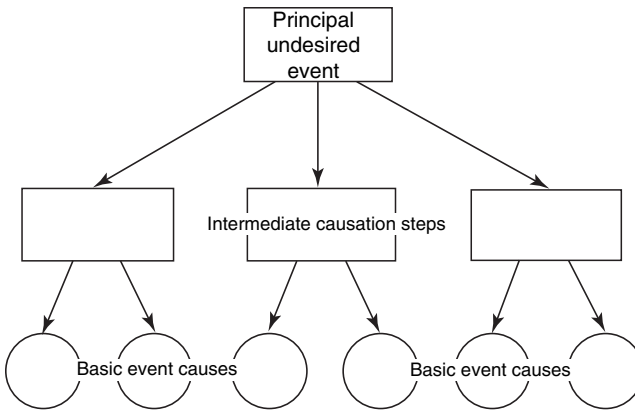 Principal
undesired
event
Intermediate causation steps
Basic event causes
Basic event causes